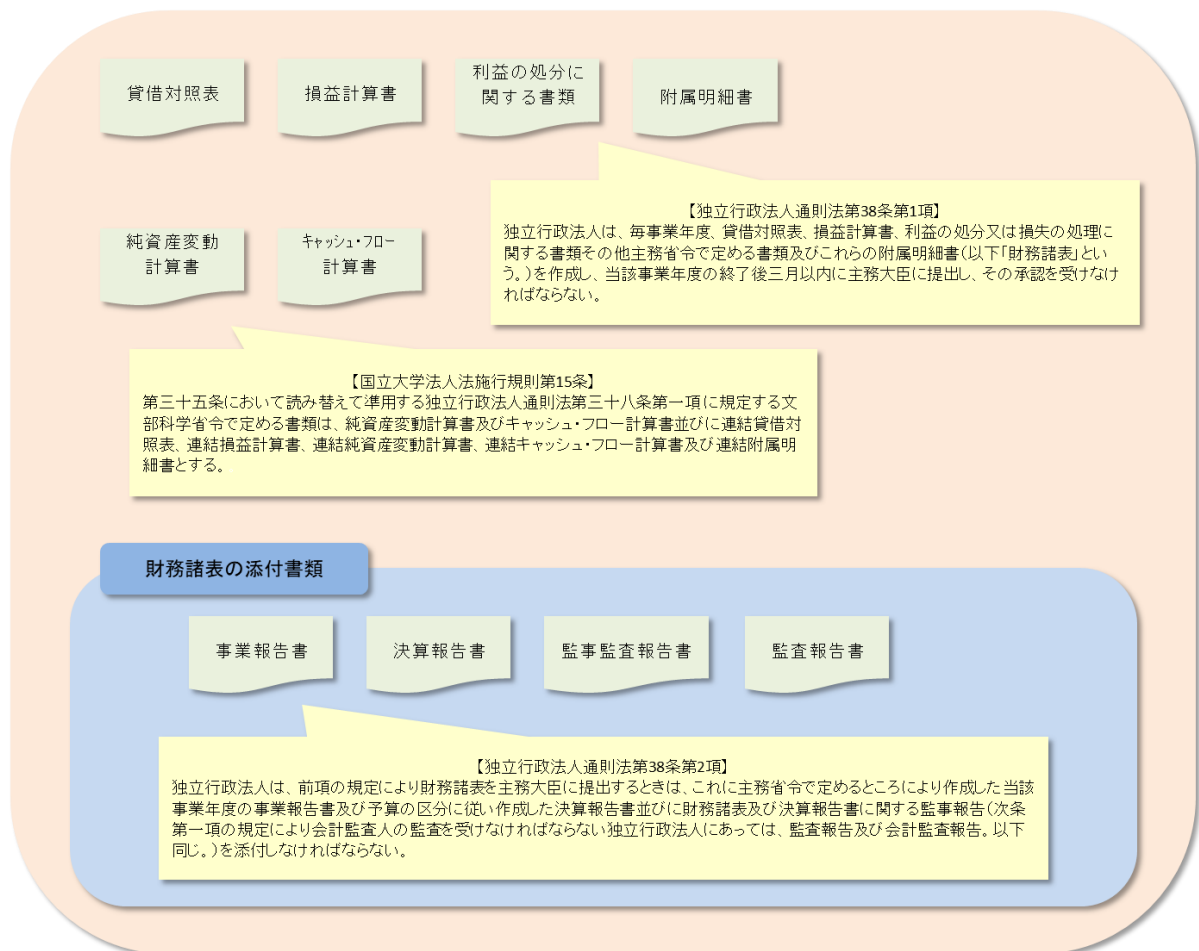 貸借対照表
損益計算書
利益の処分に
関する書類
附属明細書
【独立行政法人通則法第38条第1項】
独立行政法人は、毎事業年度、貸借対照表、損益計算書、利益の処分又は損失の処理に
関する書類その他主務省令で定める書類及びこれらの附属明細書(以下「財務諸表」とい
う。)を作成し、当該事業年度の終了後三月以内に主務大臣に提出し、その承認を受けなけ
ればならない。
純資産変動
計算書
キャッシュ・フロー
計算書
【国立大学法人法施行規則第15条】
第三十五条において読み替えて準用する独立行政法人通則法第三十八条第一項に規定する文
部科学省令で定める書類は、純資産変動計算書及びキャッシュ・フロー計算書並びに連結貸借対
照表、連結損益計算書、連結純資産変動計算書、連結キャッシュ・フロー計算書及び連結附属明
細書とする。
財務諸表の添付書類
事業報告書
決算報告書
監事監査報告書
監査報告書
【独立行政法人通則法第38条第2項】
独立行政法人は、前項の規定により財務諸表を主務大臣に提出するときは、これに主務省令で定めるところにより作成した当該
事業年度の事業報告書及び予算の区分に従い作成した決算報告書並びに財務諸表及び決算報告書に関する監事報告(次条
第一項の規定により会計監査人の監査を受けなければならない独立行政法人にあっては、監査報告及び会計監査報告。以下
同じ。)を添付しなければならない。